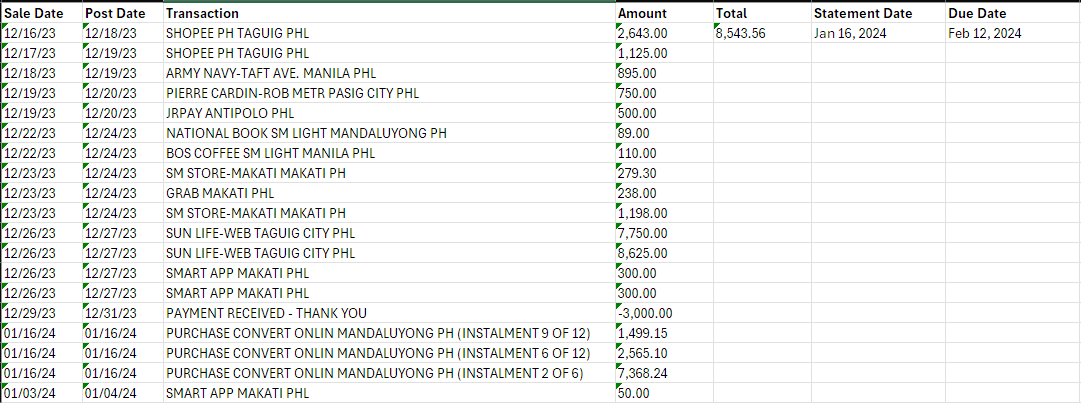 Sale Date Post Date Transaction Amount Total Statement Date Due Date
12/16/23 12/18/23 SHOPEE PH TAGUIG PHL 2,643.00 8,543.56 Jan 16, 2024 Feb 12, 2024
12/17/23 12/19/23 SHOPEE PH TAGUIG PHL 1,125.00
12/18/23 12/19/23 ARMY NAVY-TAFT AVE. MANILA PHL 895.00
12/19/23 12/20/23 PIERRE CARDIN-ROB METR PASIG CITY PHL 750.00
12/19/23 12/20/23 JRPAY ANTIPOLO PHL 500.00
12/22/23 12/24/23 NATIONAL BOOK SM LIGHT MANDALUYONG PH 89.00
12/22/23 12/24/23 BOS COFFEE SM LIGHT MANILA PHL 110.00
12/23/23 12/24/23 SM STORE-MAKATI MAKATI PH 279.30
12/23/23 12/24/23 GRAB MAKATI PHL 238.00
12/23/23 12/24/23 SM STORE-MAKATI MAKATI PH 1,198.00
12/26/23 12/27/23 SUN LIFE-WEB TAGUIG CITY PHL 7,750.00
12/26/23 12/27/23 SUN LIFE-WEB TAGUIG CITY PHL 8,625.00
12/26/23 12/27/23 SMART APP MAKATI PHL 300.00
12/26/23 12/27/23 SMART APP MAKATI PHL 300.00
12/29/23 12/31/23 PAYMENT RECEIVED - THANK YOU -3,000.00
01/16/24 01/16/24 PURCHASE CONVERT ONLIN MANDALUYONG PH (INSTALMENT 9 OF 12) 1,499.15
01/16/24 01/16/24 PURCHASE CONVERT ONLIN MANDALUYONG PH (INSTALMENT 6 OF 12) 2,565.10
01/16/24 01/16/24 PURCHASE CONVERT ONLIN MANDALUYONG PH (INSTALMENT 2 OF 6) 7,368.24
01/03/24 01/04/24 SMART APP MAKATI PHL 50.00